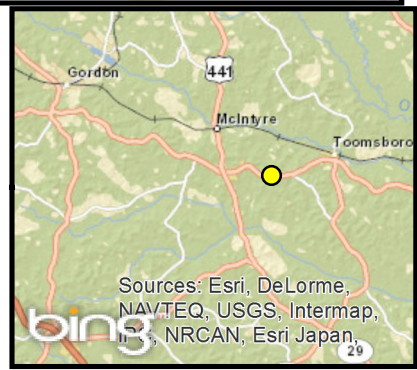 Gordon
441
McIntyre
Toomsboro
Sources: Esri, DeLorme,
NAVTEQ, USGS, Intermap,
NRCAN, Esri Japan,
bing
29